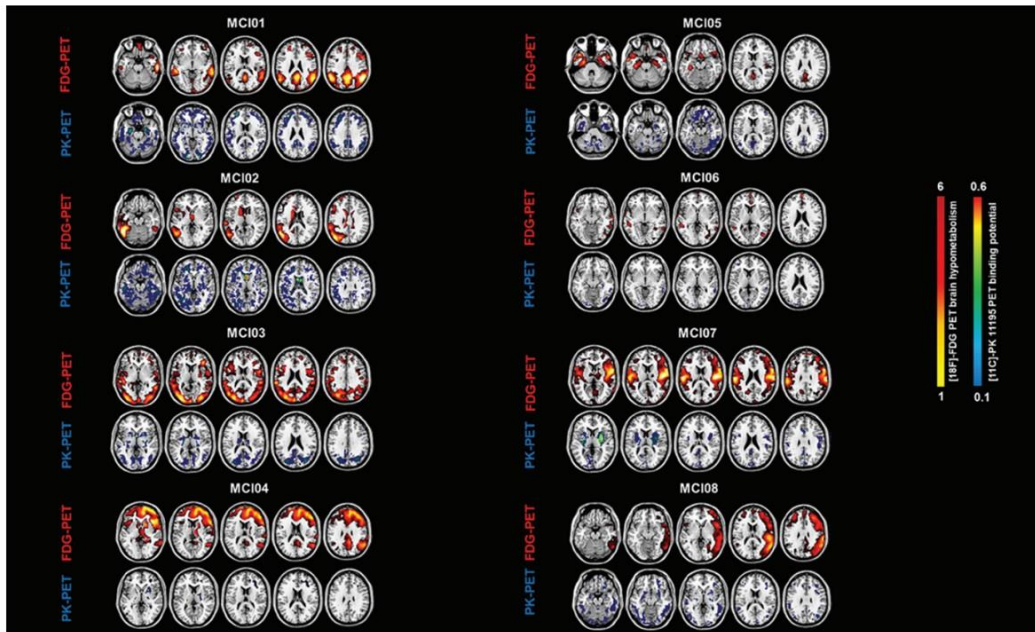 MCI01
FDG-PET
PK-PET
MCI02
FDG-PET
PK-PET
MCI03
FDG-PET
PK-PET
MCI04
FDG-PET
PK-PET
MCI05
FDG-PET
PK-PET
MCI06
FDG-PET
PK-PET
MCI07
FDG-PET
PK-PET
MCI08
FDG-PET
PK-PET
6
[18F]-FDG PET brain hypometabolism
1
0.6
[11C]-PK 11195 PET binding potential
0.1